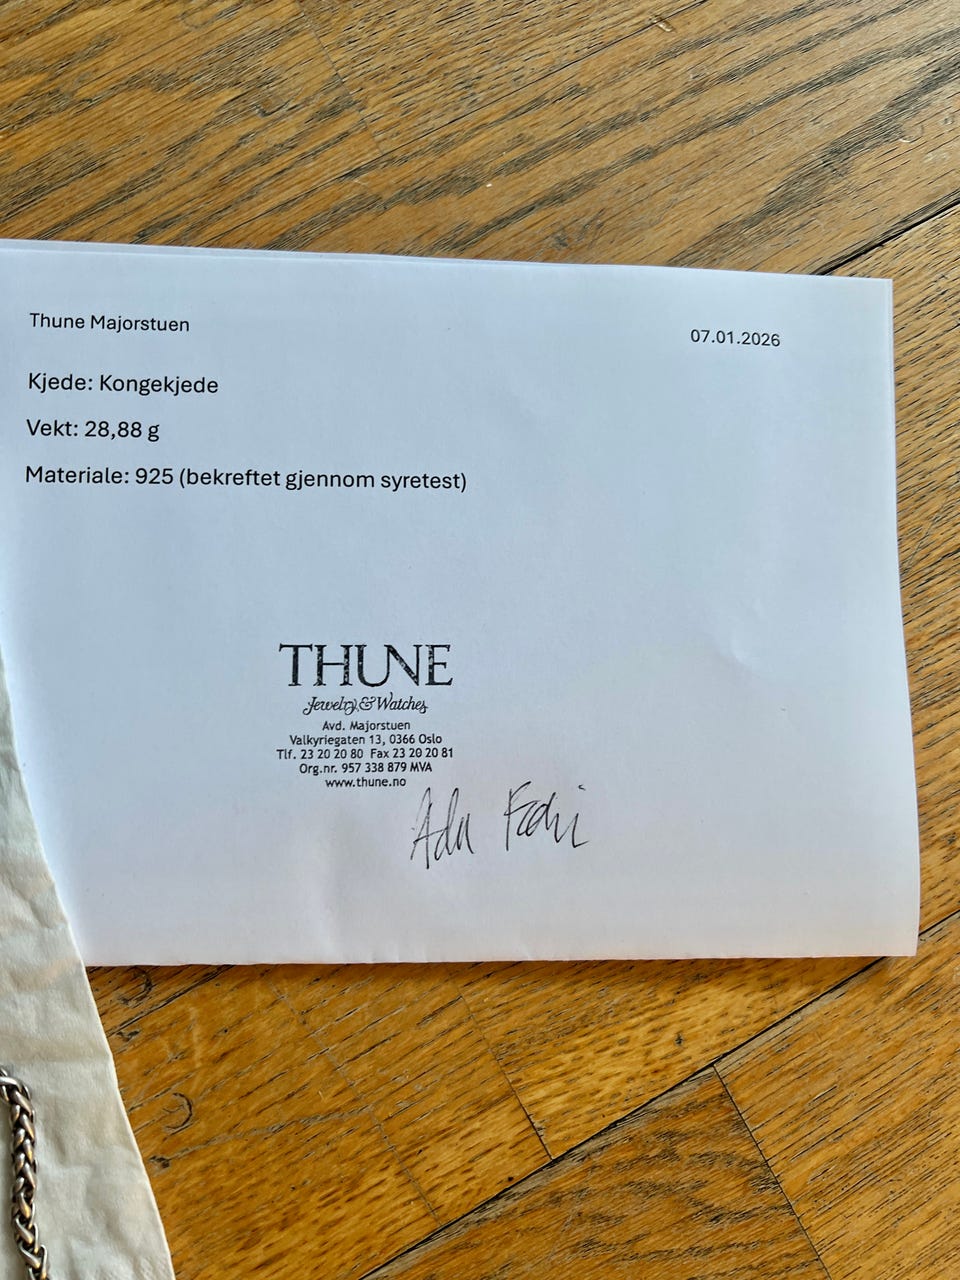 Thune Majorstuen
07.01.2026
Kjede: Kongekjede
Vekt: 28,88 g
Materiale: 925 (bekreftet gjennom syretest)
THUNE
Jewelry & Watches
Avd. Majorstuen
Valkyriegaten 13, 0366 Oslo
Tlf. 23 20 20 80 Fax 23 20 20 81
Org.nr. 957 338 879 MVA
www.thune.no